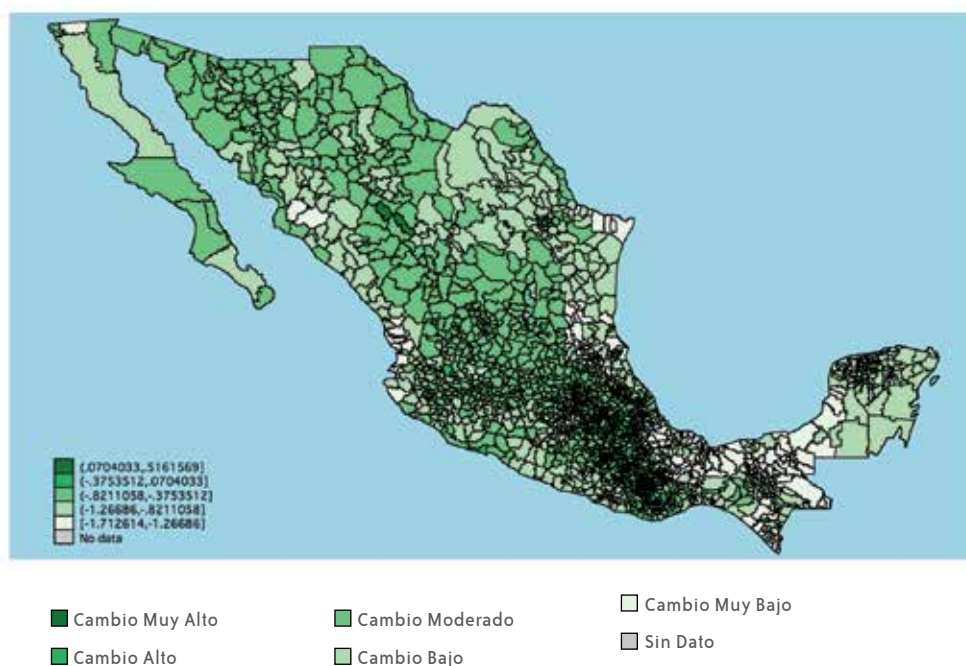 (.0704033,.5161569]
(-.3753512,.0704033]
(-.8211058,-.3753512]
(-1.26686,-.8211058]
[-1.712614,-1.26686]
No data
Cambio Muy Alto
Cambio Alto
Cambio Moderado
Cambio Bajo
Cambio Muy Bajo
Sin Dato